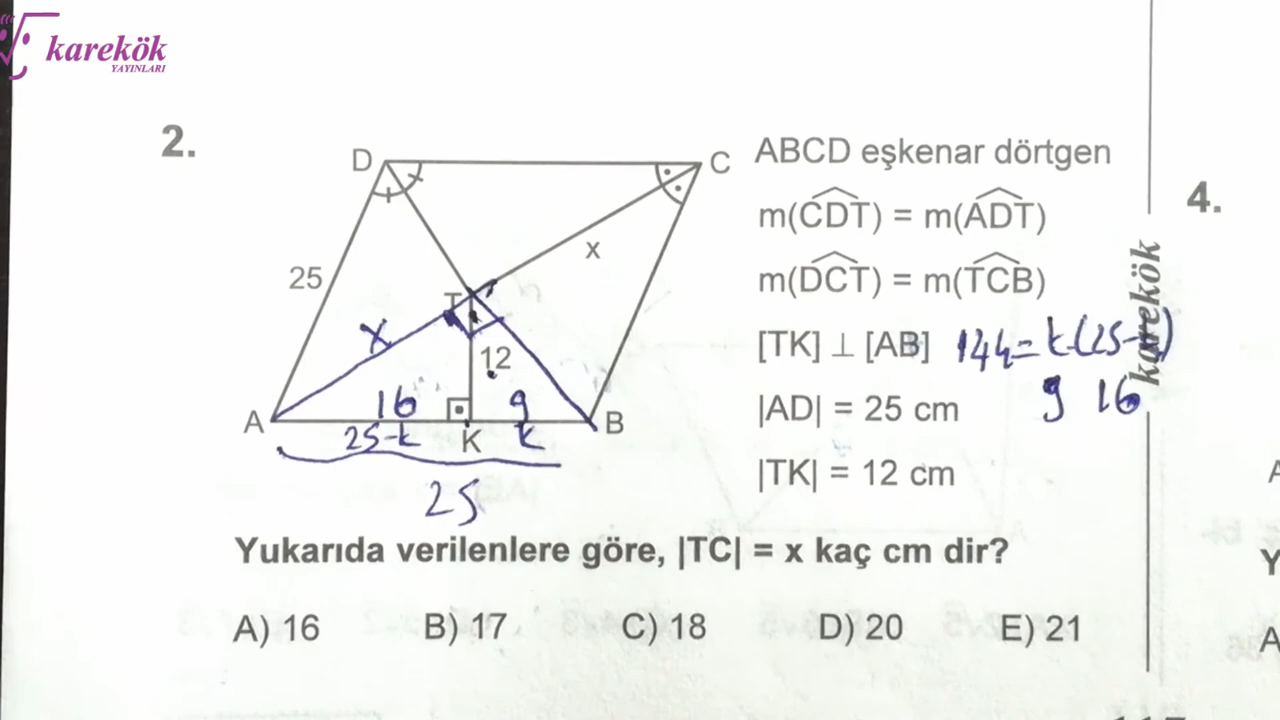 karekök
YAYINLARI
2.
D
C
25
x
x
T
12
16
9
A
25-k
K
k
B
25
ABCD eşkenar dörtgen
m(CDT) = m(ADT)
m(DCT) = m(TCB)
[TK] ⊥ [AB]
144=k(25-k)
9 16
|AD| = 25 cm
|TK| = 12 cm
karekök
4.
Yukarıda verilenlere göre, |TC| = x kaç cm dir?
A) 16 B) 17 C) 18 D) 20 E) 21
A
Y
A